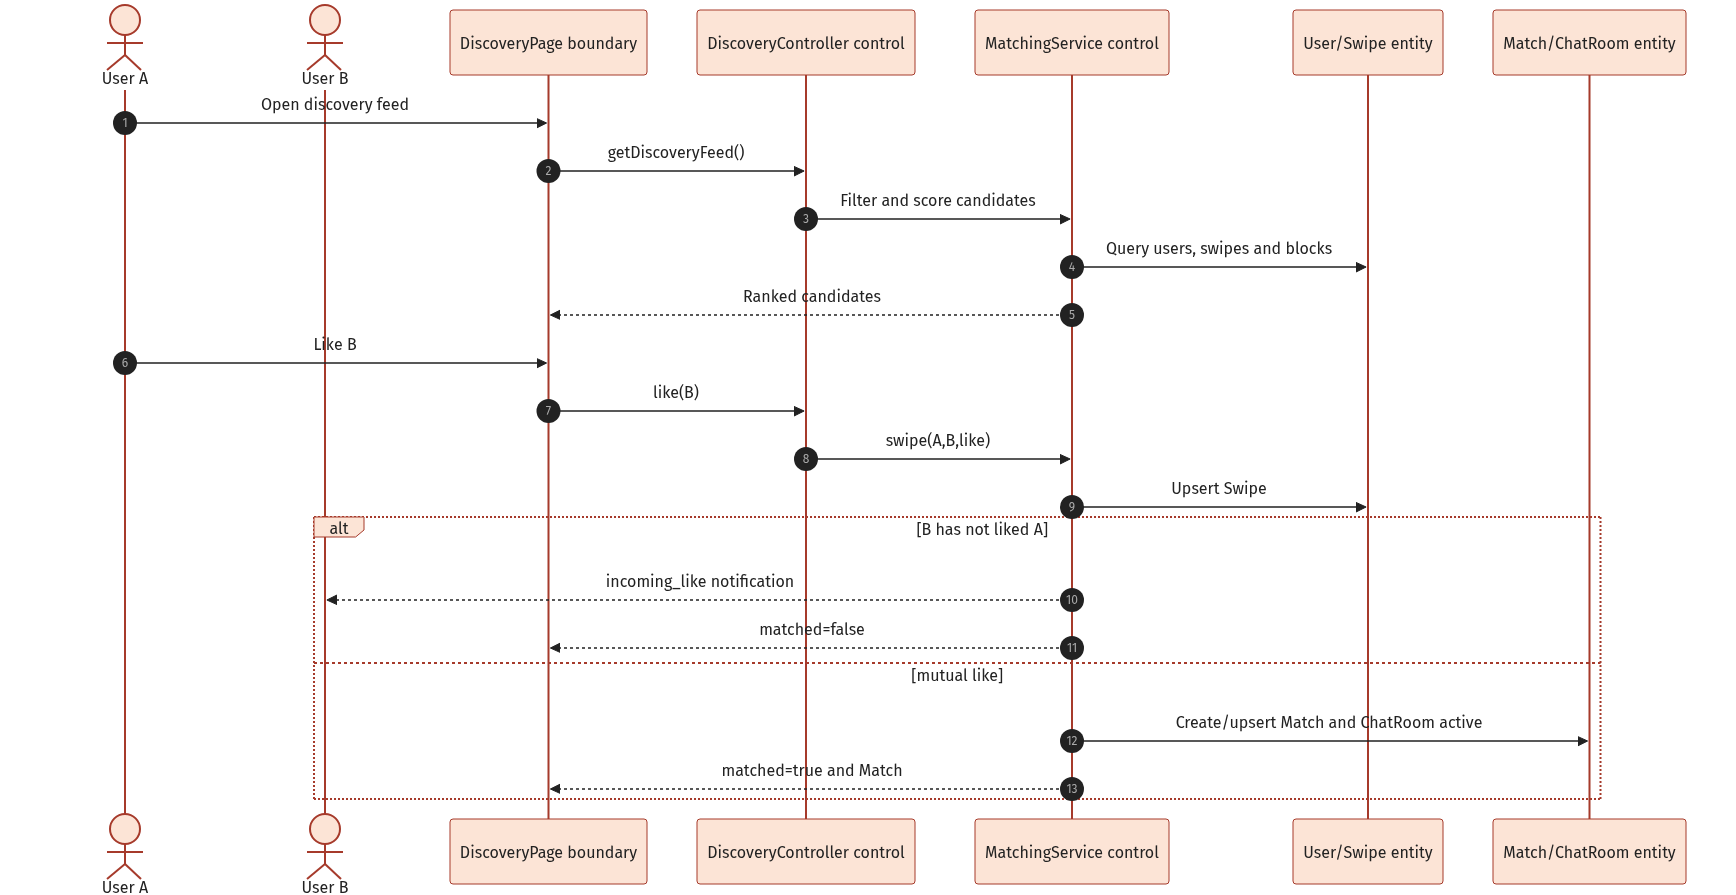 User A
User B
DiscoveryPage boundary
DiscoveryController control
MatchingService control
User/Swipe entity
Match/ChatRoom entity
Open discovery feed
1
getDiscoveryFeed()
2
Filter and score candidates
3
Query users, swipes and blocks
4
Ranked candidates
5
Like B
6
like(B)
7
swipe(A,B,like)
8
Upsert Swipe
9
alt
[B has not liked A]
incoming_like notification
10
matched=false
11
[mutual like]
Create/upsert Match and ChatRoom active
12
matched=true and Match
13
User A
User B
DiscoveryPage boundary
DiscoveryController control
MatchingService control
User/Swipe entity
Match/ChatRoom entity